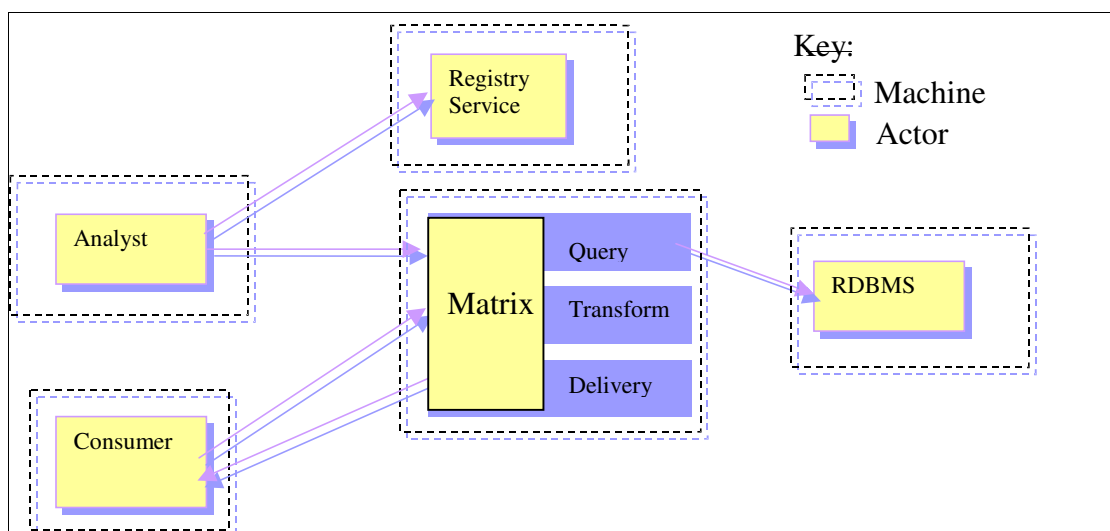 Registry
Service
Key:
Machine
Actor
Analyst
Query
Matrix
Transform
Delivery
RDBMS
Consumer